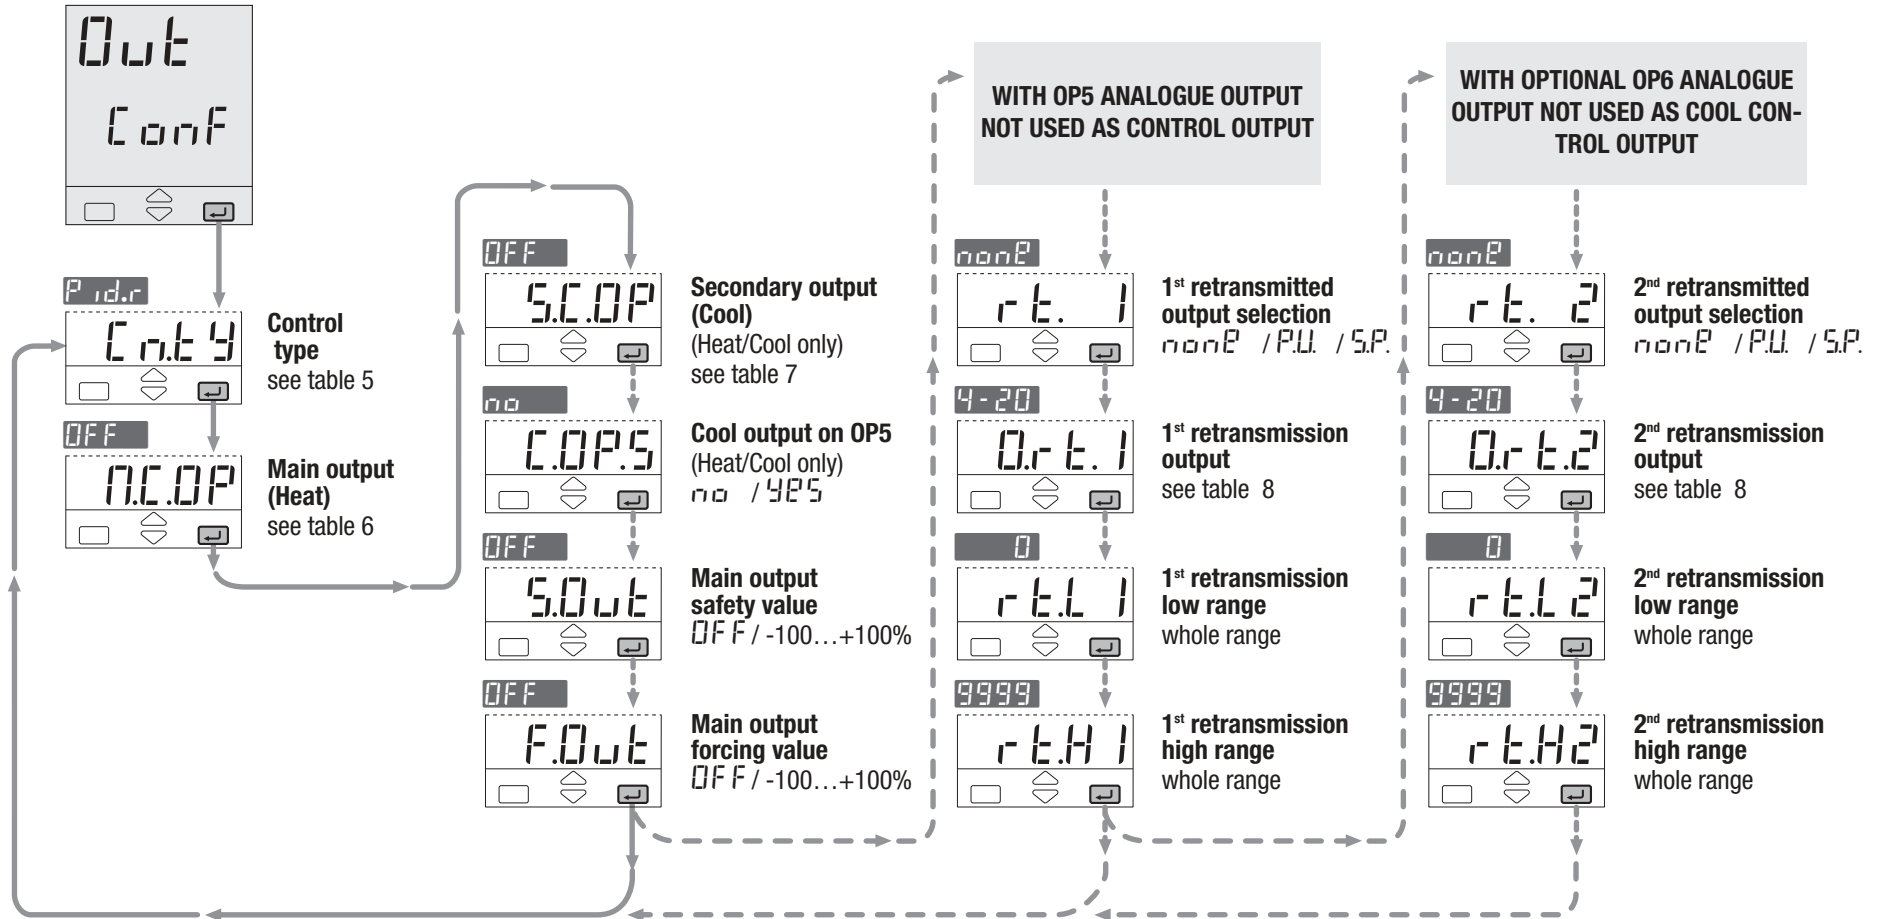 Out
ConF
Pid.r
Cn.tY
Control
type
see table 5
OFF
M.C.OP
Main output
(Heat)
see table 6
OFF
S.C.OP
Secondary output
(Cool)
(Heat/Cool only)
see table 7
no
C.OP.5
Cool output on OP5
(Heat/Cool only)
no / YES
OFF
S.Out
Main output
safety value
OFF / -100…+100%
OFF
F.Out
Main output
forcing value
OFF / -100…+100%
WITH OP5 ANALOGUE OUTPUT
NOT USED AS CONTROL OUTPUT
none
rt. 1
1st retransmitted
output selection
none / P.U. / S.P.
4-20
O.rt.1
1st retransmission
output
see table 8
0
rt.L1
1st retransmission
low range
whole range
9999
rt.H1
1st retransmission
high range
whole range
WITH OPTIONAL OP6 ANALOGUE
OUTPUT NOT USED AS COOL CON-
TROL OUTPUT
none
rt. 2
2nd retransmitted
output selection
none / P.U. / S.P.
4-20
O.rt.2
2nd retransmission
output
see table 8
0
rt.L2
2nd retransmission
low range
whole range
9999
rt.H2
2nd retransmission
high range
whole range